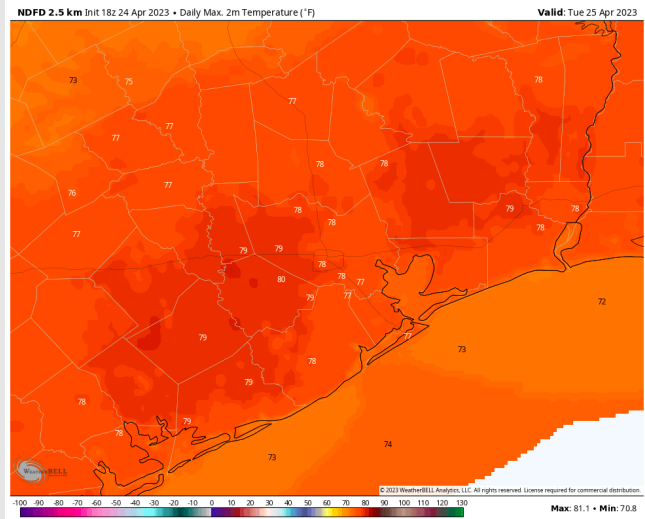 NDFD 2.5 km Init 18z 24 Apr 2023 • Daily Max. 2m Temperature (°F) Valid: Tue 25 Apr 2023
73 75 78
77
77 77
78 78
76 77
78 79 78
77 78 78
79 79
78
80 78 77
79 77
72
79 77
73
78
79
78 79
78
74
73
WeatherBELL
© 2023 WeatherBELL Analytics, LLC. All rights reserved. License required for commercial distribution.
-100 -90 -80 -70 -60 -50 -40 -30 -20 -10 0 10 20 30 40 50 60 70 80 90 100 110 120 130
Max: 81.1 • Min: 70.8